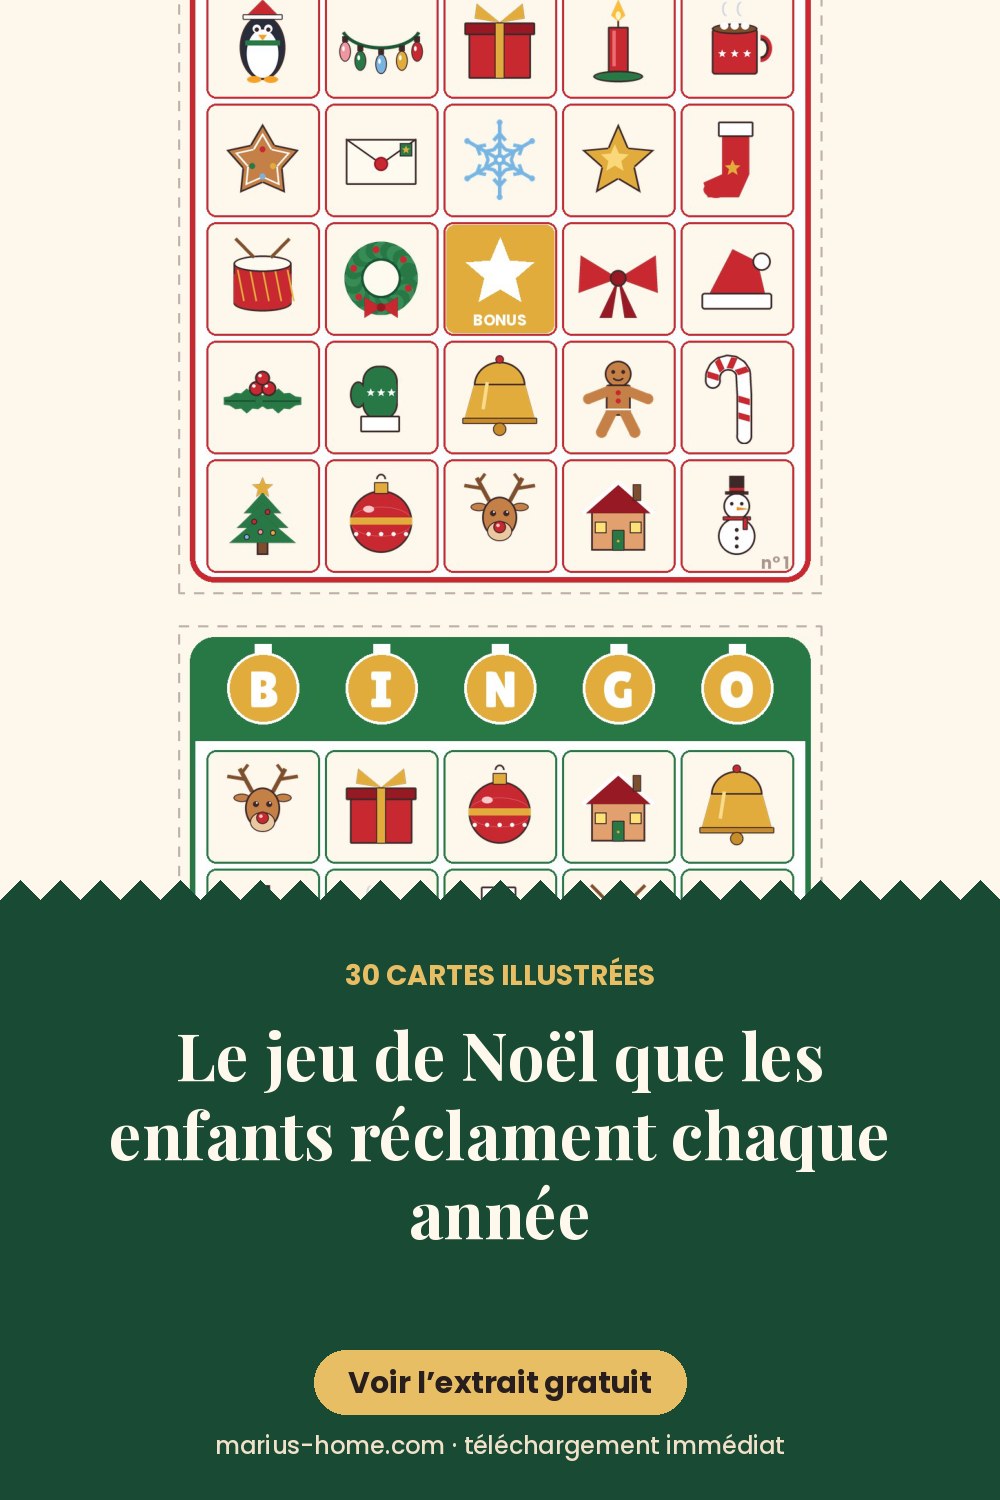 BONUS
n°1
B I N G O
30 CARTES ILLUSTRÉES
Le jeu de Noël que les
enfants réclament chaque
année
Voir l’extrait gratuit
marius-home.com · téléchargement immédiat